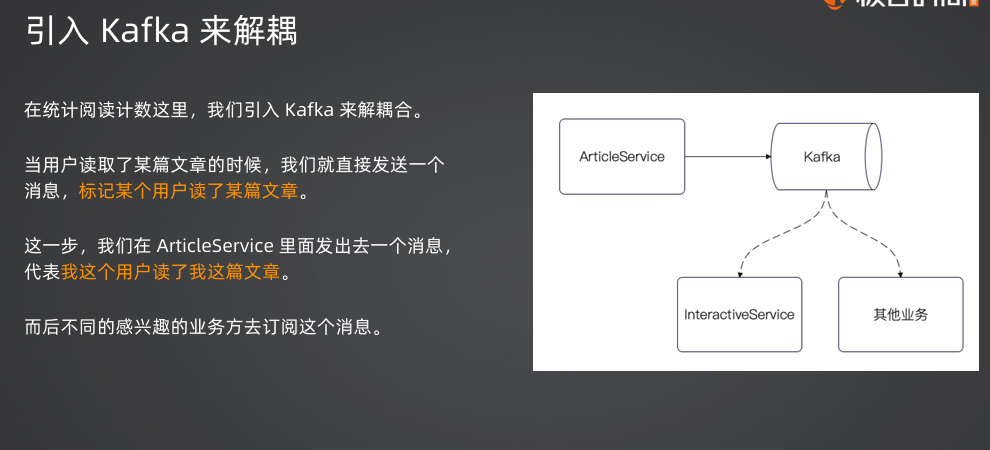 引入 Kafka 来解耦
在统计阅读计数这里，我们引入 Kafka 来解耦合。
当用户读取了某篇文章的时候，我们就直接发送一个
消息，标记某个用户读了某篇文章。
这一步，我们在 ArticleService 里面发出去一个消息，
代表我这个用户读了我这篇文章。
而后不同的感兴趣的业务方去订阅这个消息。
ArticleService
Kafka
InteractiveService
其他业务